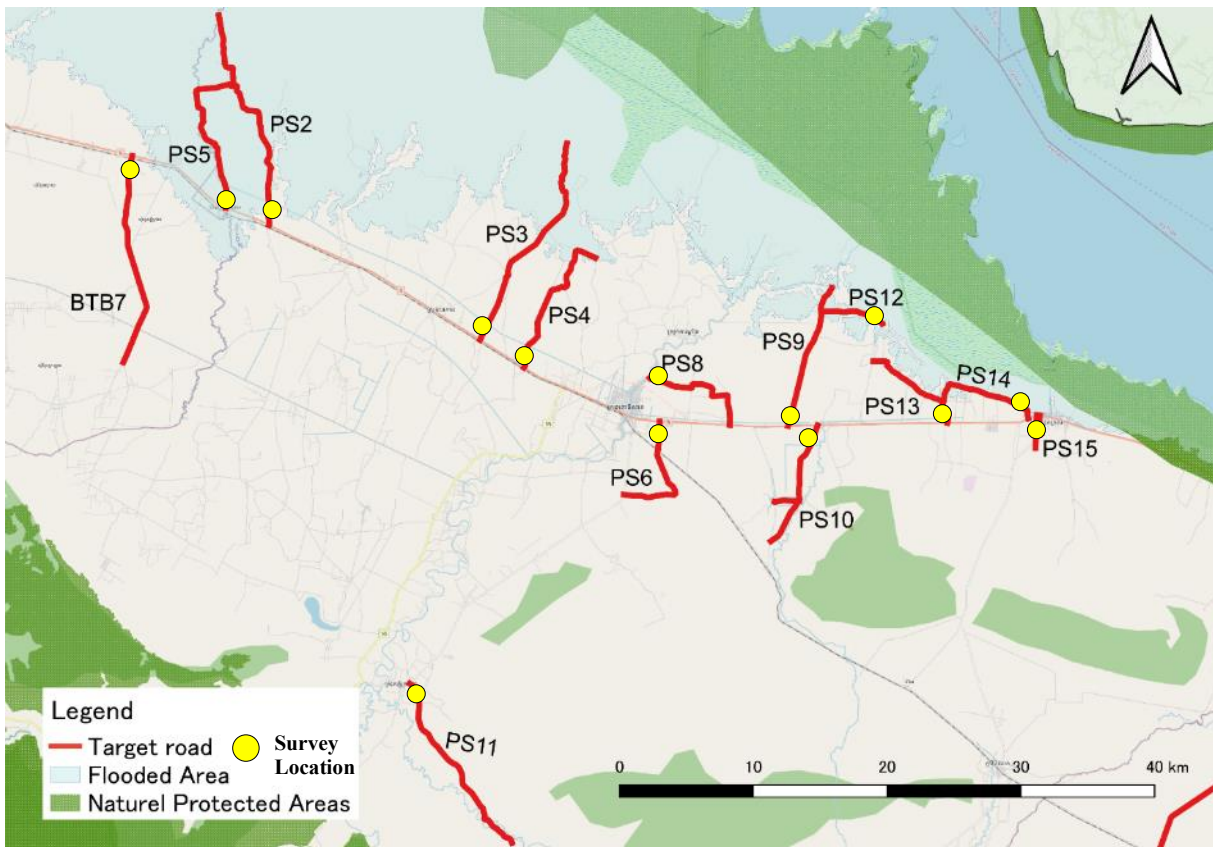 PS2
PS5
PS3
BTB7
PS4
PS12
PS9
PS8
PS14
PS13
PS15
PS6
PS10
PS11
Legend
Target road
Survey
Location
Flooded Area
Naturel Protected Areas
0 10 20 30 40 km